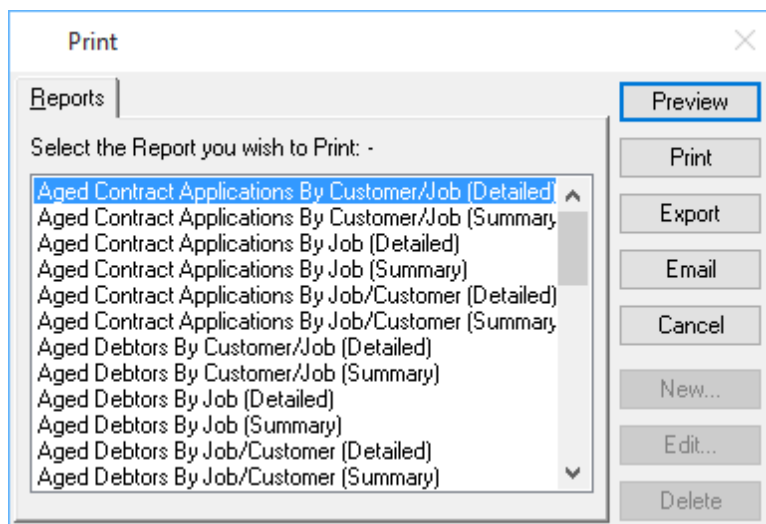 Print
Reports
Select the Report you wish to Print: -
Aged Contract Applications By Customer/Job (Detailed)
Aged Contract Applications By Customer/Job (Summary
Aged Contract Applications By Job (Detailed)
Aged Contract Applications By Job (Summary)
Aged Contract Applications By Job/Customer (Detailed)
Aged Contract Applications By Job/Customer (Summary
Aged Debtors By Customer/Job (Detailed)
Aged Debtors By Customer/Job (Summary)
Aged Debtors By Job (Detailed)
Aged Debtors By Job (Summary)
Aged Debtors By Job/Customer (Detailed)
Aged Debtors By Job/Customer (Summary)
Preview
Print
Export
Email
Cancel
New...
Edit...
Delete